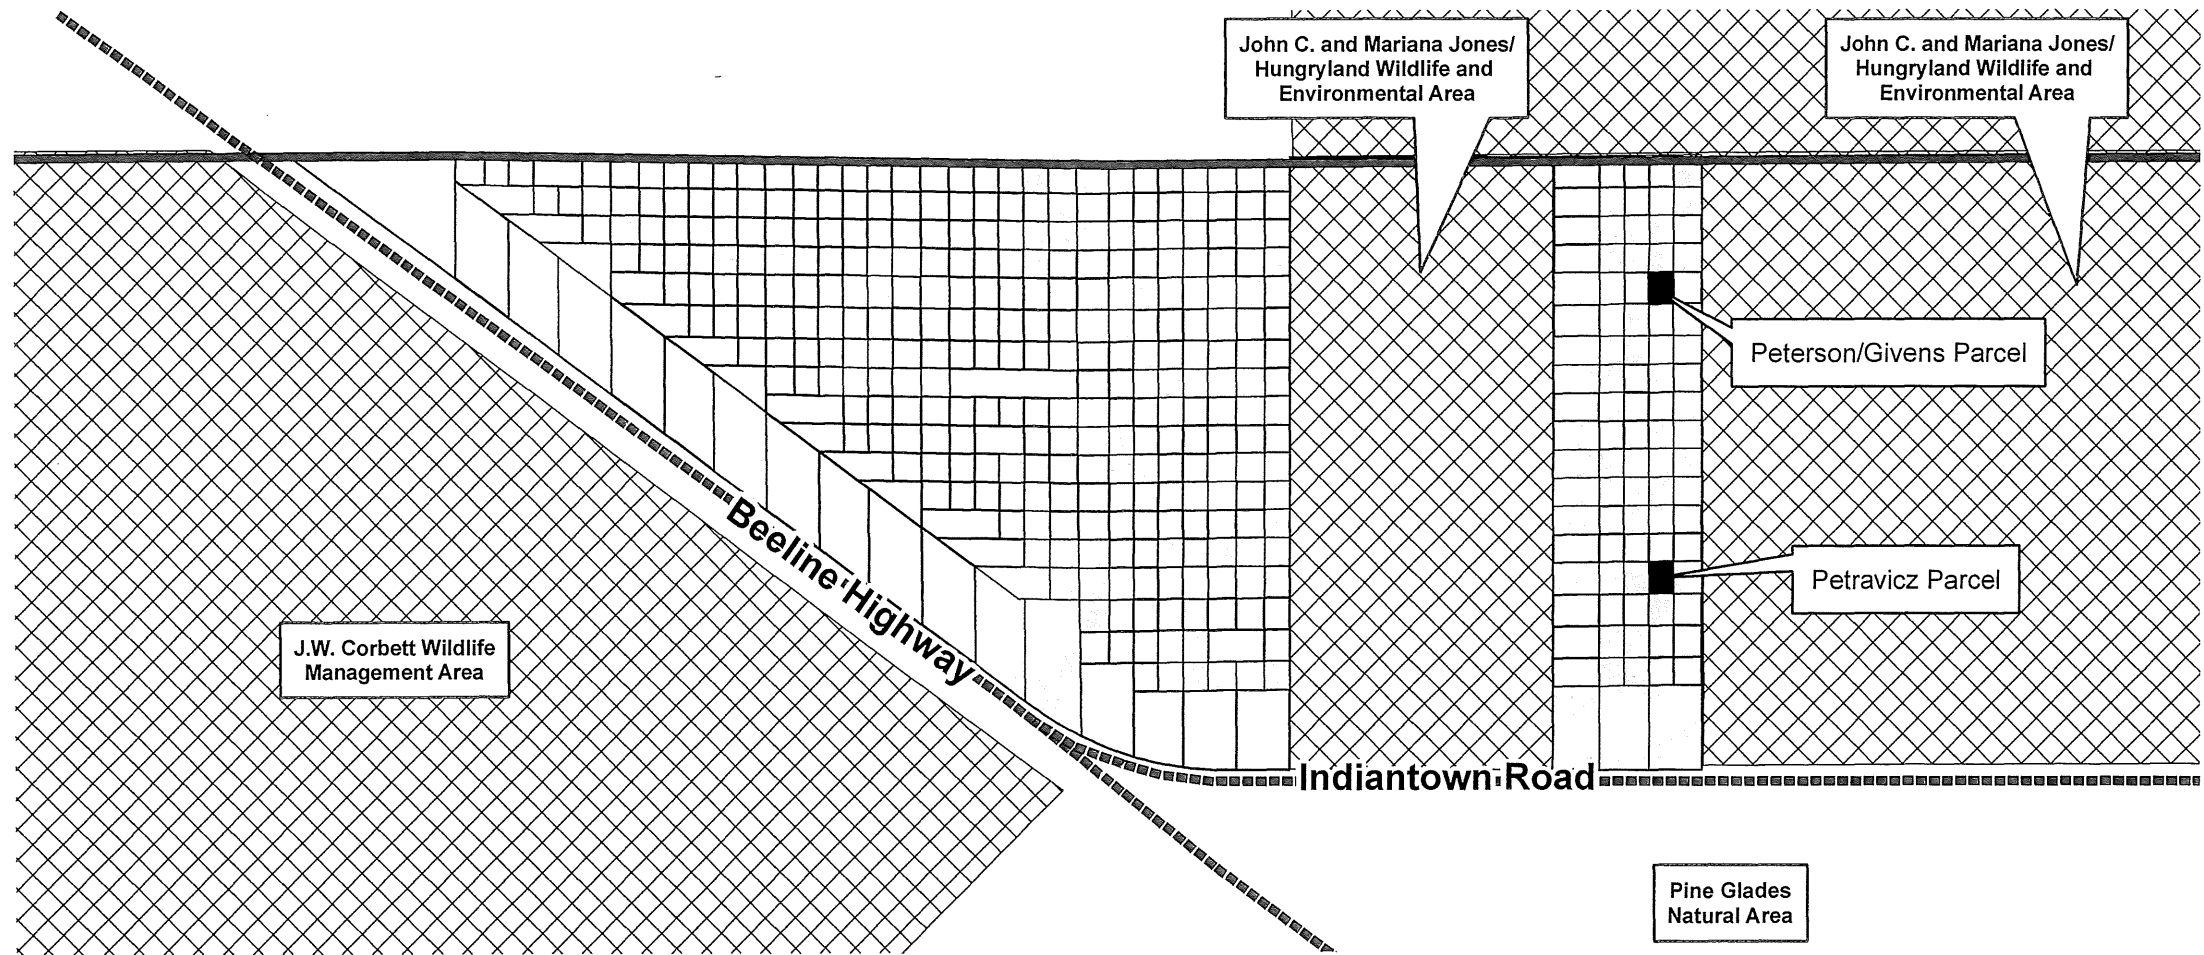 John C. and Mariana Jones/
Hungryland Wildlife and
Environmental Area
John C. and Mariana Jones/
Hungryland Wildlife and
Environmental Area
Peterson/Givens Parcel
Beeline Highway
Petravicz Parcel
J.W. Corbett Wildlife
Management Area
Indiantown Road
Pine Glades
Natural Area